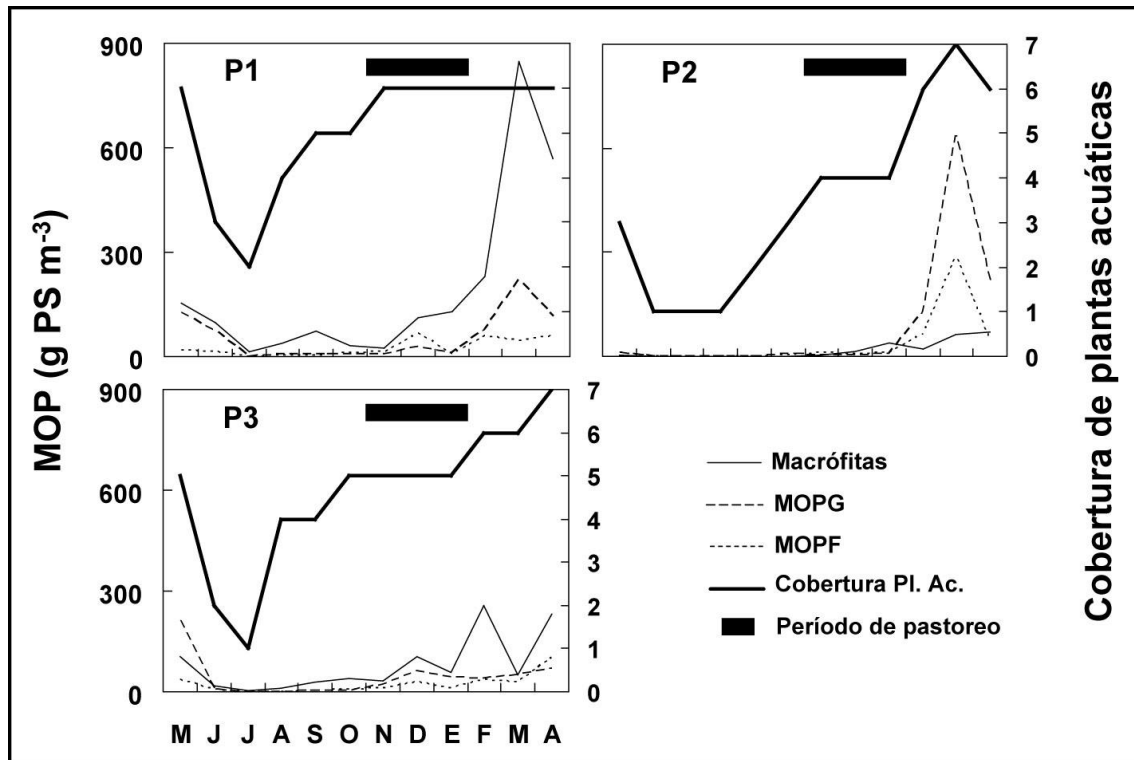 MOP (g PS m-3)
900
600
300
0
P1
P2
7
6
5
4
3
2
1
0
Cobertura de plantas acuáticas
900
600
300
0
P3
7
6
5
4
3
2
1
0
M J J A S O N D E F M A
Macrófitas
MOPG
MOPF
Cobertura Pl. Ac.
Período de pastoreo